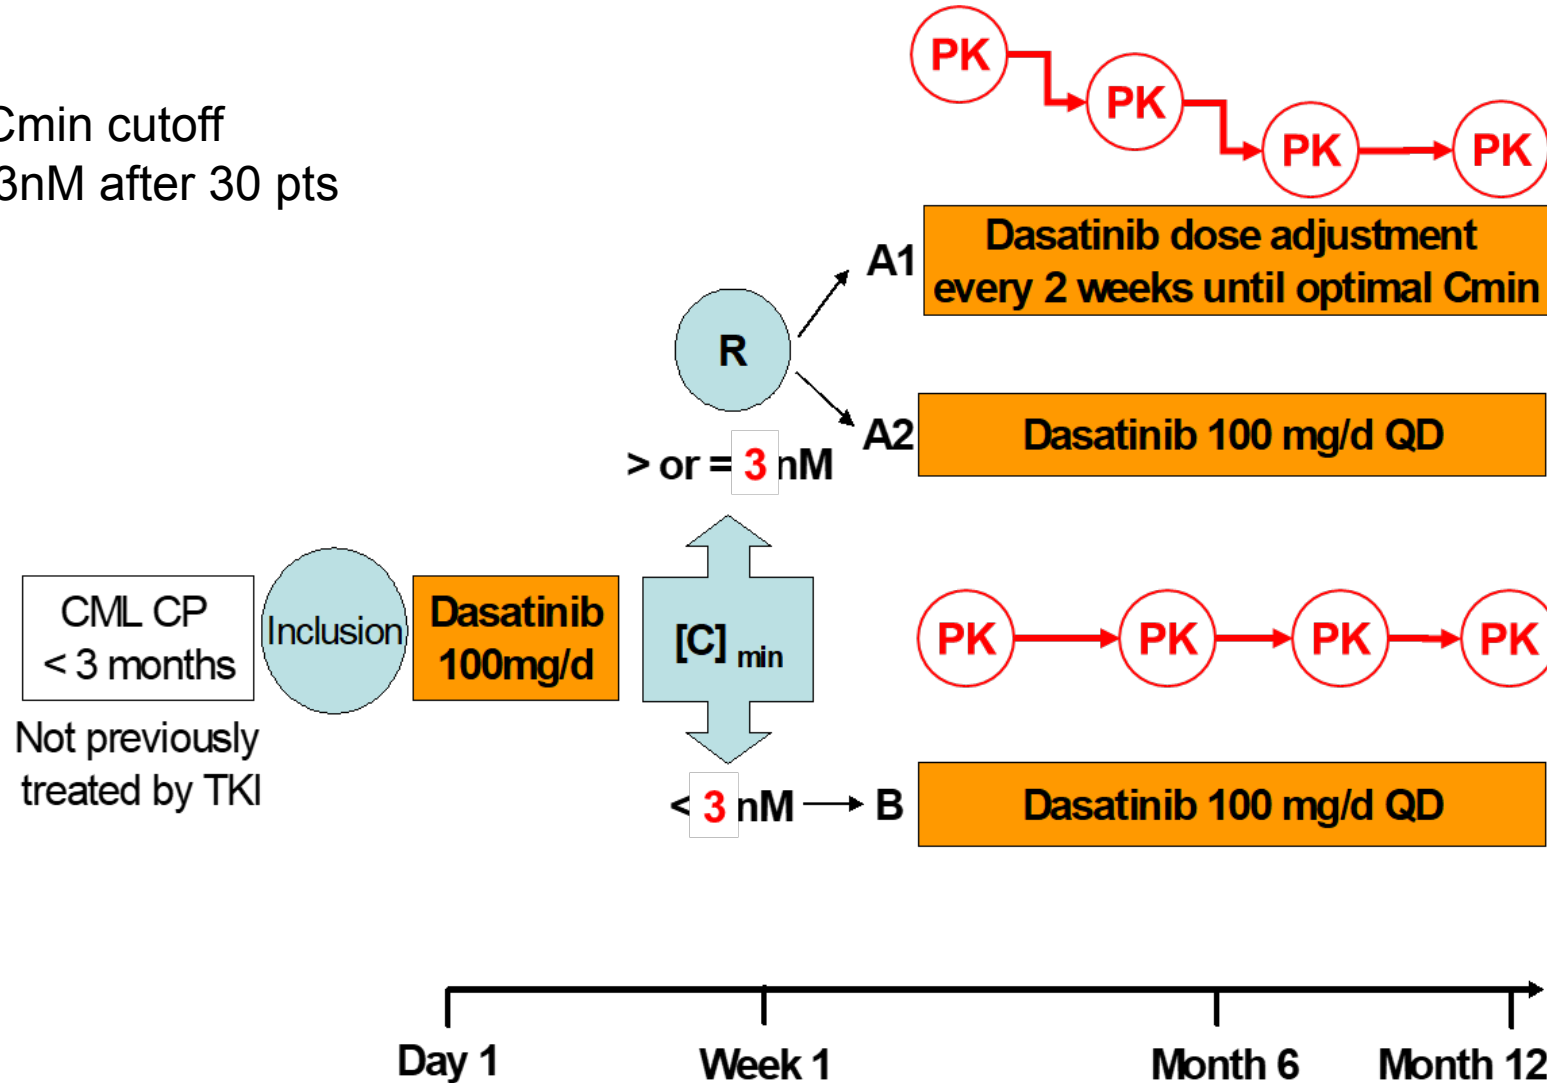 Cmin cutoff
3nM after 30 pts
PK
PK
PK
PK
A1
Dasatinib dose adjustment
every 2 weeks until optimal Cmin
R
A2
Dasatinib 100 mg/d QD
> or = 3 nM
CML CP
< 3 months
Inclusion
Dasatinib
100mg/d
[C] min
PK
PK
PK
PK
Not previously
treated by TKI
< 3 nM
B
Dasatinib 100 mg/d QD
Day 1
Week 1
Month 6
Month 12